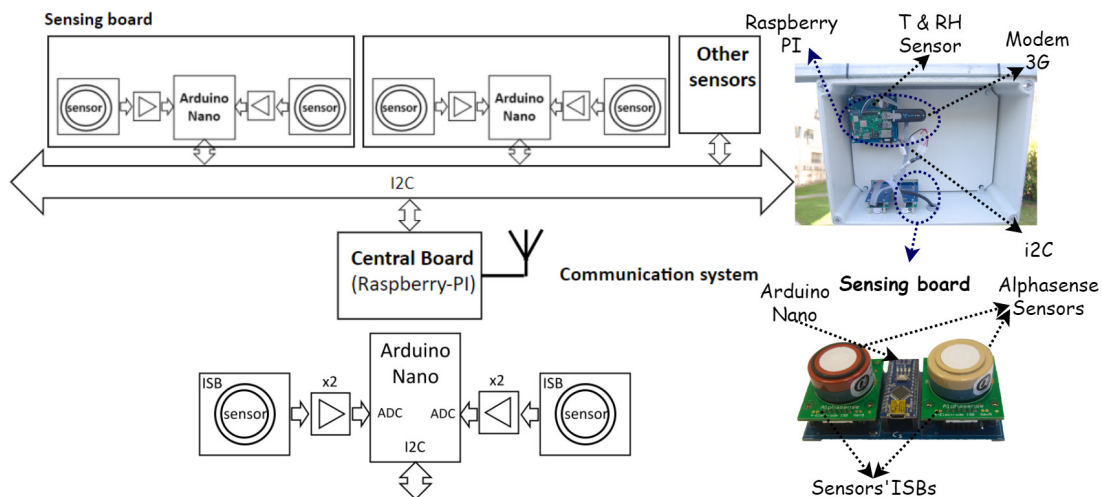 Sensing board
sensor
Arduino
Nano
sensor
sensor
Arduino
Nano
sensor
Other
sensors
I2C
Central Board
(Raspberry-PI)
Communication system
ISB
sensor
x2
Arduino
Nano
ADC
ADC
I2C
x2
ISB
sensor
Raspberry
PI
T & RH
Sensor
Modem
3G
i2C
Sensing board
Arduino
Nano
Alphasense
Sensors
Alphasense
Alphasense
Sensors'ISBs